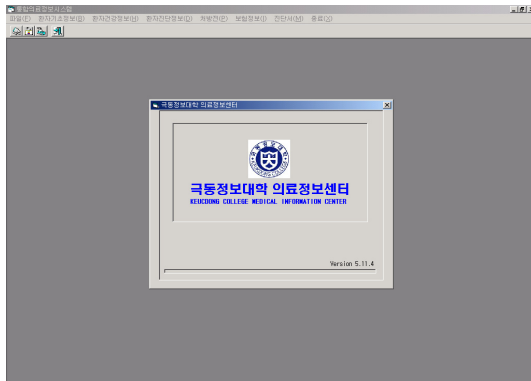 통합의료정보시스템
파일(F) 환자기초정보(B) 환자건강정보(H) 환자진단정보(D) 처방전(P) 보험정보(I) 진단서(M) 종료(Q)
극동정보대학 의료정보센터
극동정보대학 의료정보센터
KEUCDONG COLLEGE MEDICAL INFORMATION CENTER
Version 5.11.4